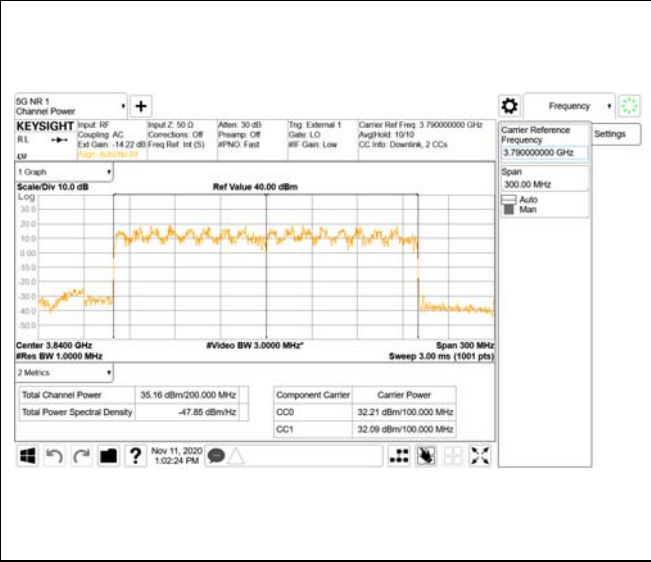 5G NR 1
Channel Power
+
Frequency
KEYSIGHT
RL
Input: RF
Coupling: AC
Ext Gain: -14.22 dB
Align: Auto/No RF
Input Z: 50 Ω
Corrections: Off
Freq Ref: Int (S)
Atten: 30 dB
Preamp: Off
#PNO: Fast
Trig: External 1
Gate: LO
#IF Gain: Low
Carrier Ref Freq: 3.790000000 GHz
Avg|Hold: 10/10
CC Info: Downlink, 2 CCs
Carrier Reference
Frequency
3.790000000 GHz
Settings
Span
300.00 MHz
Auto
Man
1 Graph
Scale/Div 10.0 dB
Ref Value 40.00 dBm
Log
30.0
20.0
10.0
0.00
-10.0
-20.0
-30.0
-40.0
-50.0
Center 3.8400 GHz
#Video BW 3.0000 MHz*
Span 300 MHz
#Res BW 1.0000 MHz
Sweep 3.00 ms (1001 pts)
2 Metrics
Total Channel Power 35.16 dBm/200.000 MHz
Total Power Spectral Density -47.85 dBm/Hz
Component Carrier Carrier Power
CC0 32.21 dBm/100.000 MHz
CC1 32.09 dBm/100.000 MHz
?
Nov 11, 2020
1:02:24 PM